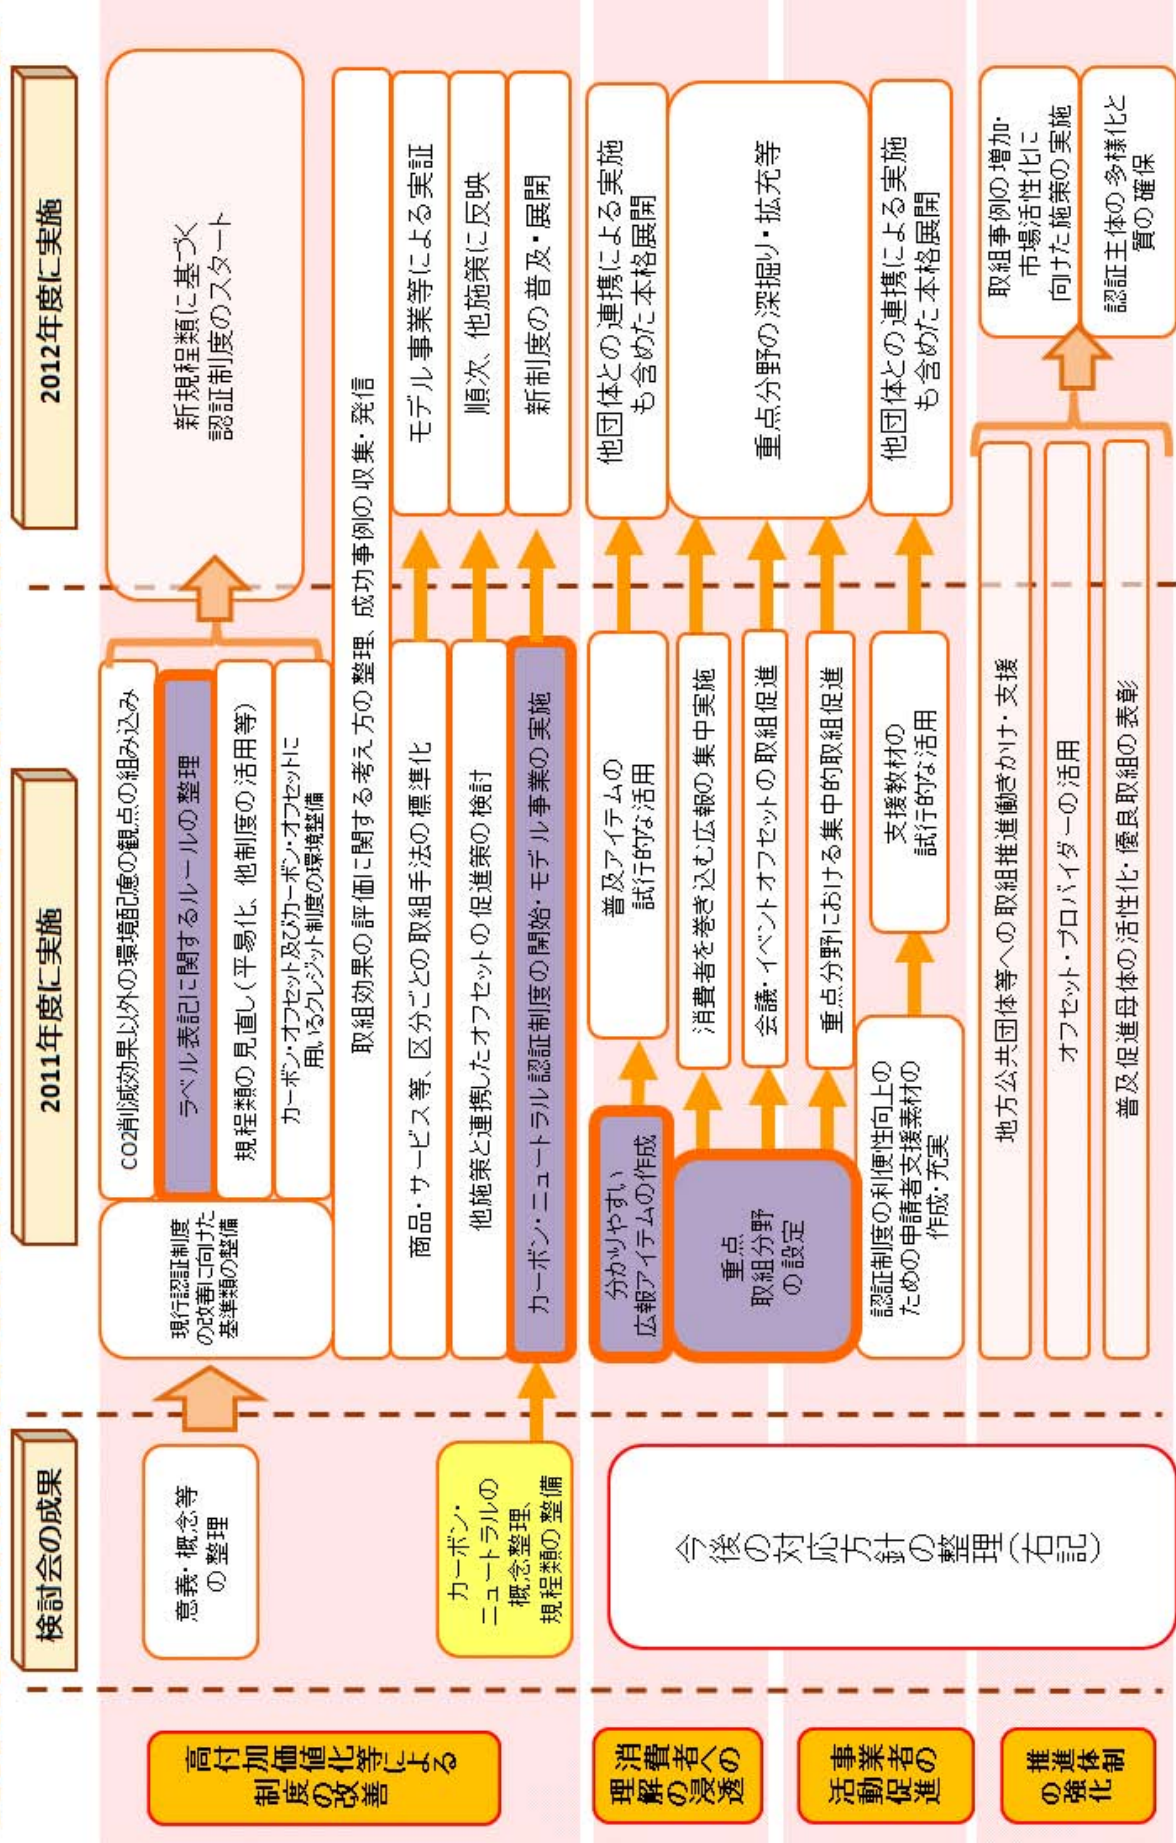 検討会の成果
2011年度に実施
2012年度に実施
高付加価値化等による
制度の改善
意義・概念等
の整理
現行認証制度
の改善に向けた
基準類の整備
CO2削減効果以外の環境配慮の観点の組み込み
ラベル表記に関するルールの整理
規程類の見直し(平易化、他制度の活用等)
カーボン・オフセット及びカーボン・オフセットに
用いるクレジット制度の環境整備
新規程類に基づく
認証制度のスタート
取組効果の評価に関する考え方の整理、成功事例の収集・発信
商品・サービス等、区分ごとの取組手法の標準化
モデル事業等による実証
他施策と連携したオフセットの促進策の検討
順次、他施策に反映
カーボン・
ニュートラルの
概念整理、
規程類の整備
カーボン・ニュートラル認証制度の開始・モデル事業の実施
新制度の普及・展開
消費者への
理解の浸透
今後の対応方針の整理(右記)
分かりやすい
広報アイテムの作成
普及アイテムの
試行的な活用
他団体との連携による実施
も含めた本格展開
重点
取組分野
の設定
消費者を巻き込む広報の集中実施
会議・イベントオフセットの取組促進
重点分野における集中的取組促進
重点分野の深掘り・拡充等
事業者の
活動促進
認証制度の利便性向上の
ための申請者支援素材の
作成・充実
支援教材の
試行的な活用
他団体との連携による実施
も含めた本格展開
推進体制
の強化
地方公共団体等への取組推進働きかけ・支援
オフセット・プロバイダーの活用
普及促進母体の活性化・優良取組の表彰
取組事例の増加・
市場活性化に
向けた施策の実施
認証主体の多様化と
質の確保